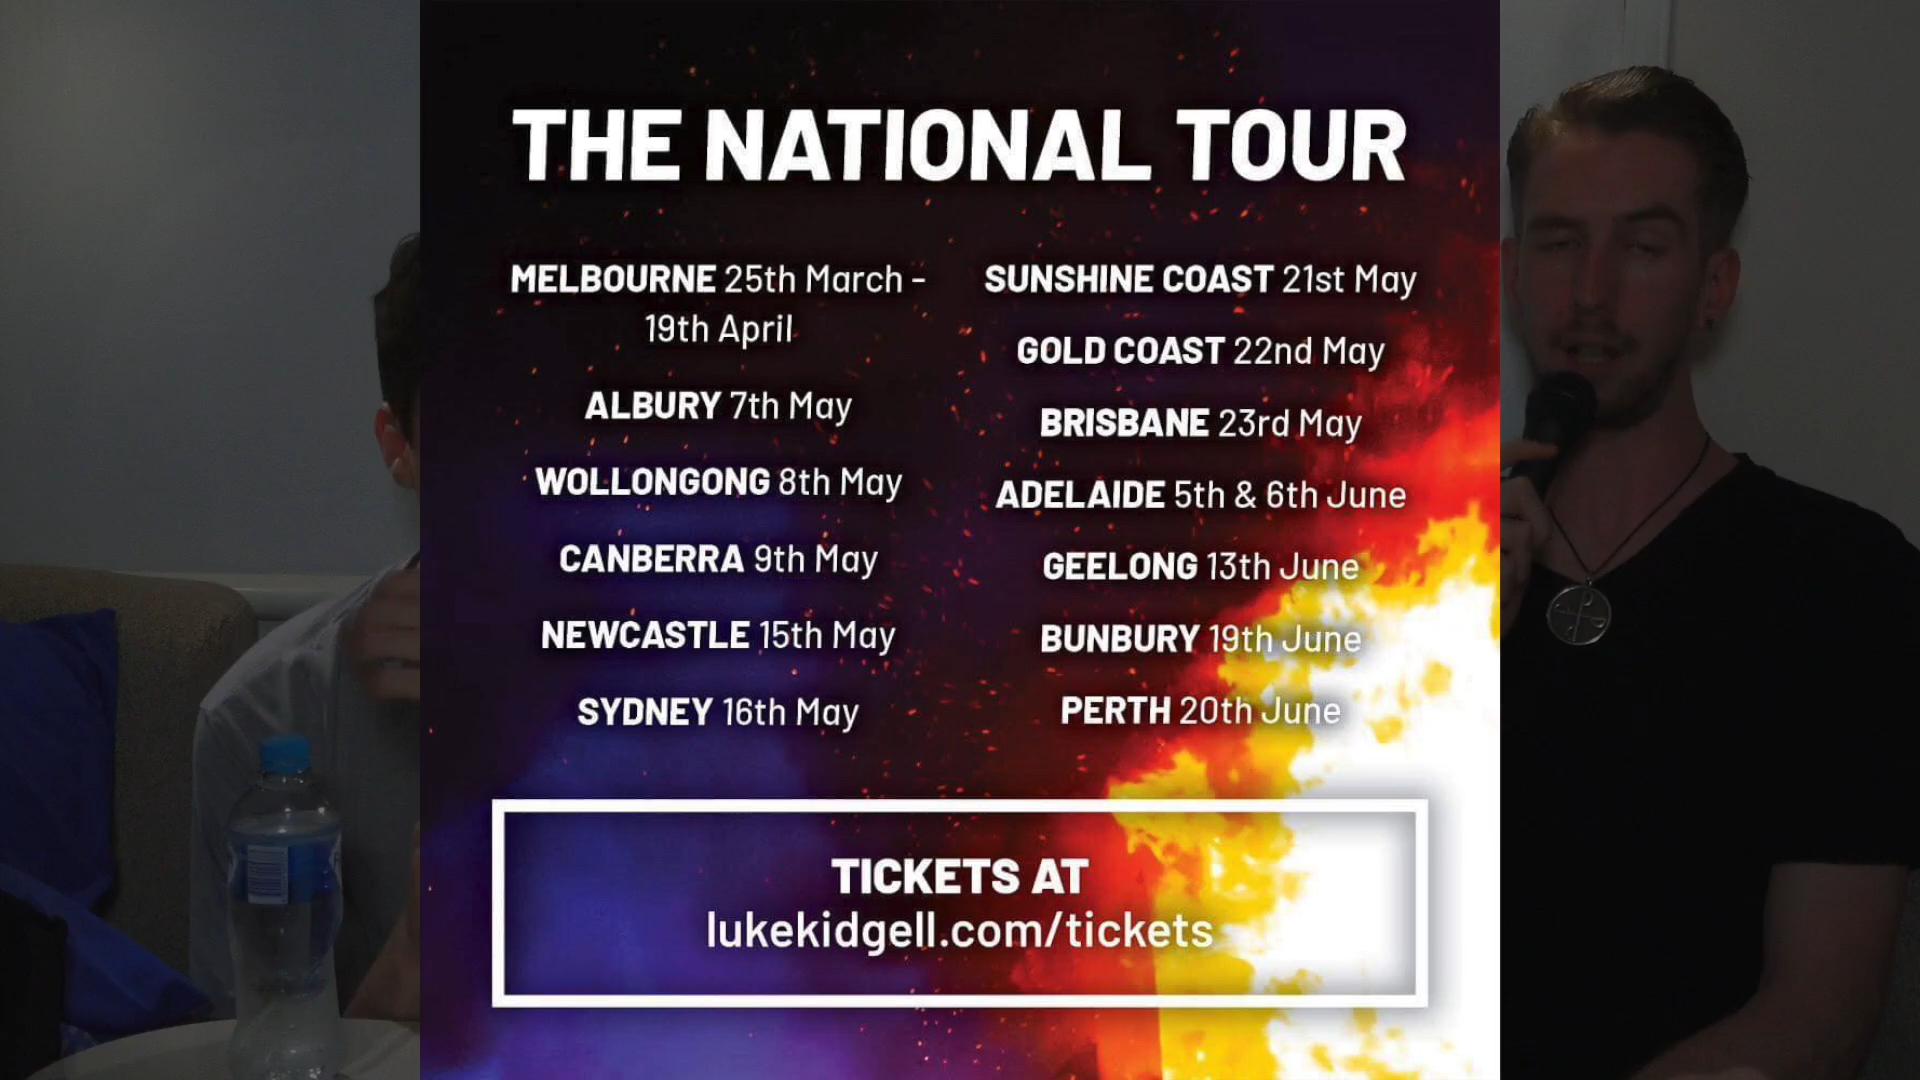 THE NATIONAL TOUR
MELBOURNE 25th March -
19th April
ALBURY 7th May
WOLLONGONG 8th May
CANBERRA 9th May
NEWCASTLE 15th May
SYDNEY 16th May
SUNSHINE COAST 21st May
GOLD COAST 22nd May
BRISBANE 23rd May
ADELAIDE 5th & 6th June
GEELONG 13th June
BUNBURY 19th June
PERTH 20th June
TICKETS AT
lukekidgell.com/tickets